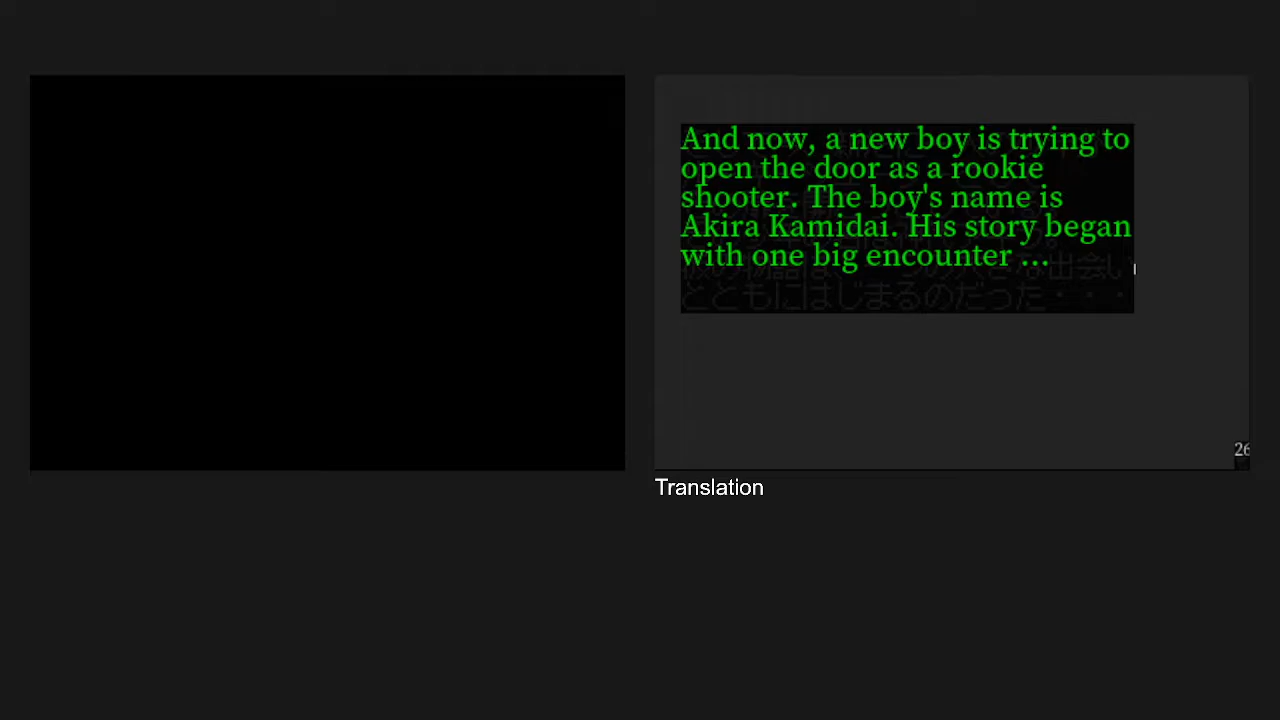 And now, a new boy is trying to
open the door as a rookie
shooter. The boy's name is
Akira Kamidai. His story began
with one big encounter ...
とともにはじまるのだった・・・
26
Translation